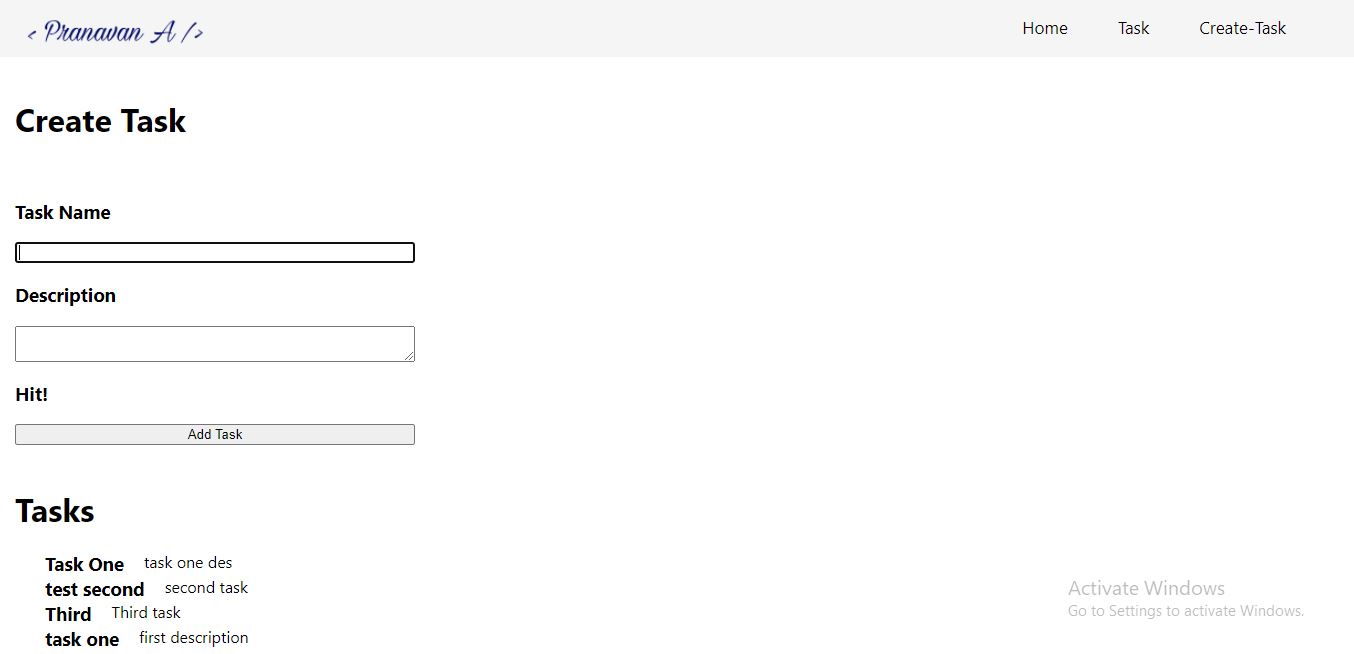 < Pranavan A />
Home Task Create-Task
Create Task
Task Name
Description
Hit!
Add Task
Tasks
Task One task one des
test second second task
Third Third task
task one first description
Activate Windows
Go to Settings to activate Windows.